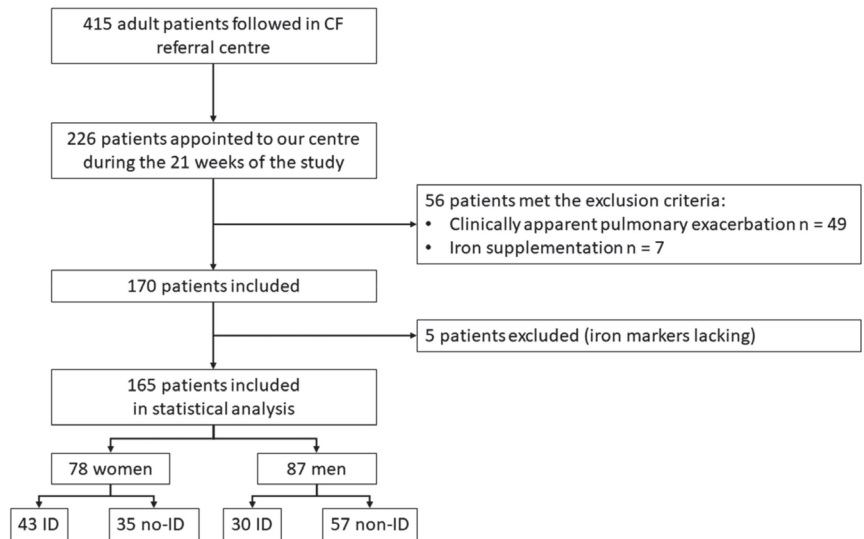 415 adult patients followed in CF
referral centre
226 patients appointed to our centre
during the 21 weeks of the study
56 patients met the exclusion criteria:
• Clinically apparent pulmonary exacerbation n = 49
• Iron supplementation n = 7
170 patients included
5 patients excluded (iron markers lacking)
165 patients included
in statistical analysis
78 women
87 men
43 ID
35 no-ID
30 ID
57 non-ID